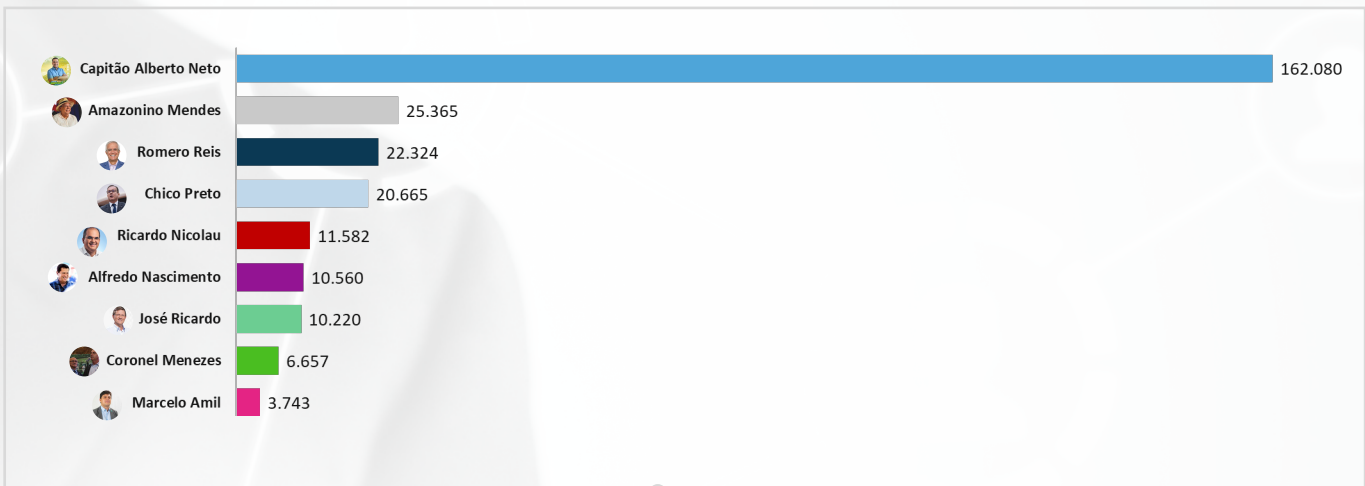 Capitão Alberto Neto 162.080
Amazonino Mendes 25.365
Romero Reis 22.324
Chico Preto 20.665
Ricardo Nicolau 11.582
Alfredo Nascimento 10.560
José Ricardo 10.220
Coronel Menezes 6.657
Marcelo Amil 3.743